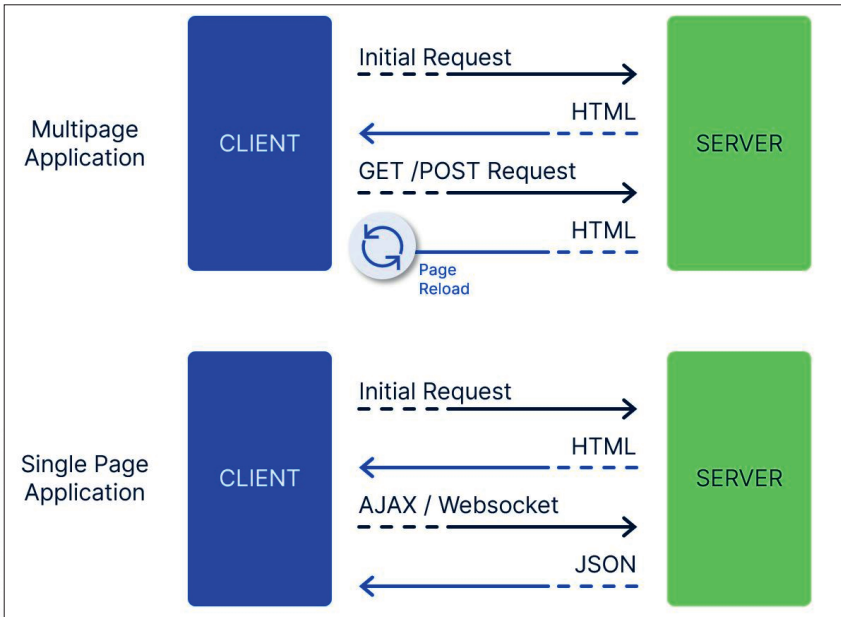 Multipage
Application
CLIENT
Initial Request
HTML
GET /POST Request
HTML
Page
Reload
SERVER
Single Page
Application
CLIENT
Initial Request
HTML
AJAX / Websocket
JSON
SERVER